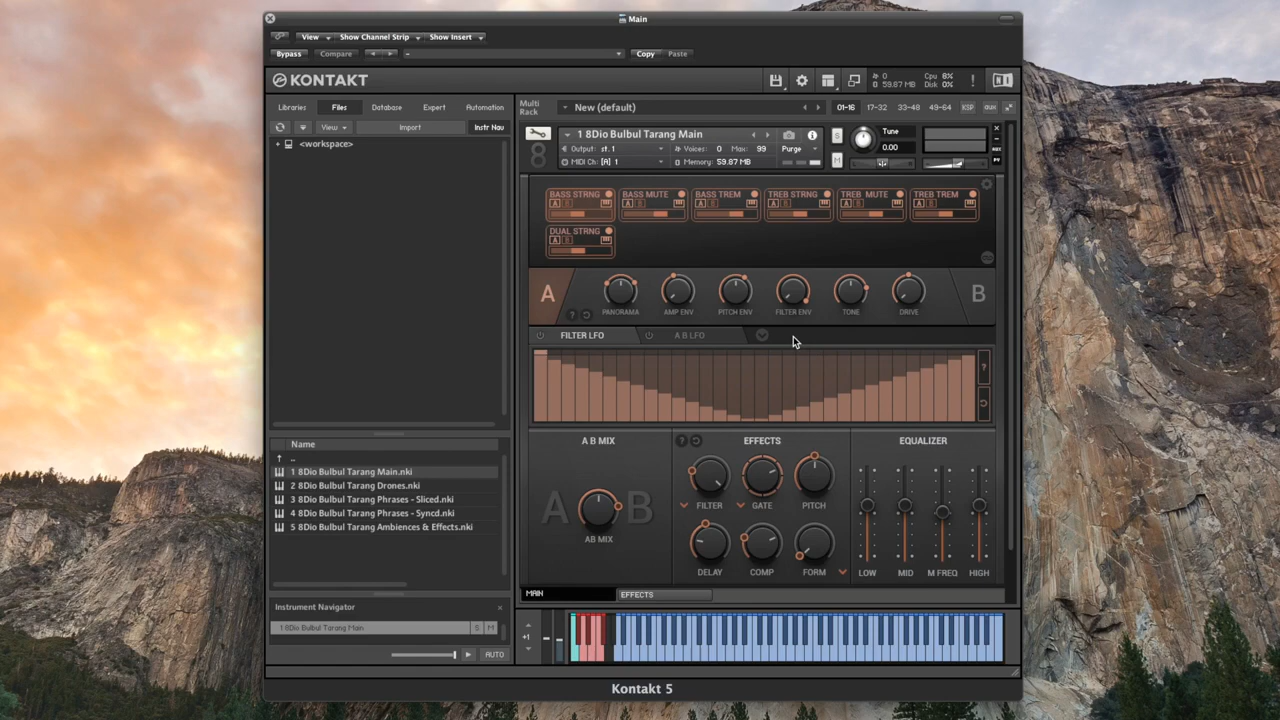 Main
View Show Channel Strip Show Insert
Bypass Compare - Copy Paste
KONTAKT
0
59.87 MB
Cpu 8%
Disk 0%
!
Libraries Files Database Expert Automation
View Import Instr Nav
<workspace>
Name
..
1 8Dio Bulbul Tarang Main.nki
2 8Dio Bulbul Tarang Drones.nki
3 8Dio Bulbul Tarang Phrases - Sliced.nki
4 8Dio Bulbul Tarang Phrases - Syncd.nki
5 8Dio Bulbul Tarang Ambiences & Effects.nki
Instrument Navigator
1 8Dio Bulbul Tarang Main S M
AUTO
Multi
Rack
New (default)
01-16 17-32 33-48 49-64 KSP aux
1 8Dio Bulbul Tarang Main
Output: st.1 Voices: 0 Max: 99 Purge
MIDI Ch: [A] 1 Memory: 59.87 MB
S
M
Tune
0.00
BASS STRNG BASS MUTE BASS TREM TREB STRNG TREB MUTE TREB TREM
A B A B A B A B A B A B
DUAL STRNG
A B
A PANORAMA AMP ENV PITCH ENV FILTER ENV TONE DRIVE B
FILTER LFO A B LFO
A B MIX
A B
AB MIX
EFFECTS
FILTER GATE PITCH
DELAY COMP FORM
EQUALIZER
LOW MID M FREQ HIGH
MAIN EFFECTS
+1
Kontakt 5